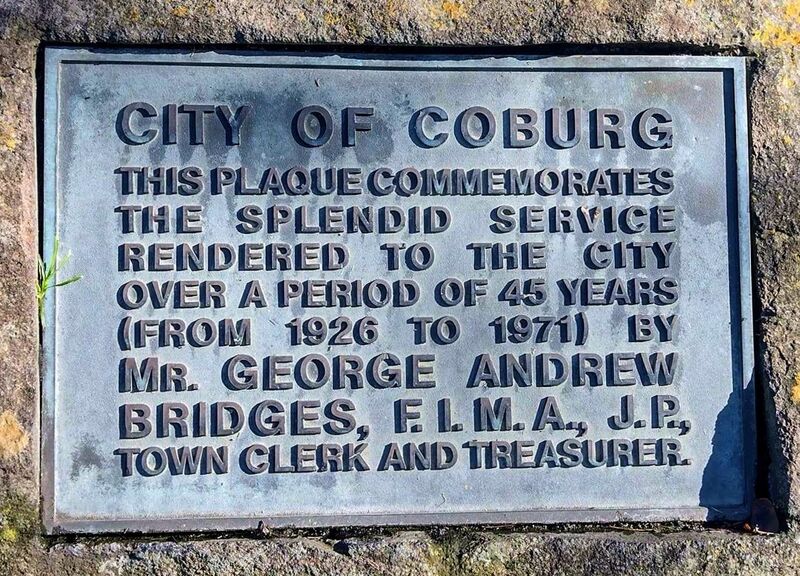 CITY OF COBURG
THIS PLAQUE COMMEMORATES
THE SPLENDID SERVICE
RENDERED TO THE CITY
OVER A PERIOD OF 45 YEARS
(FROM 1926 TO 1971) BY
MR. GEORGE ANDREW
BRIDGES, F.I.M.A., J.P.,
TOWN CLERK AND TREASURER.